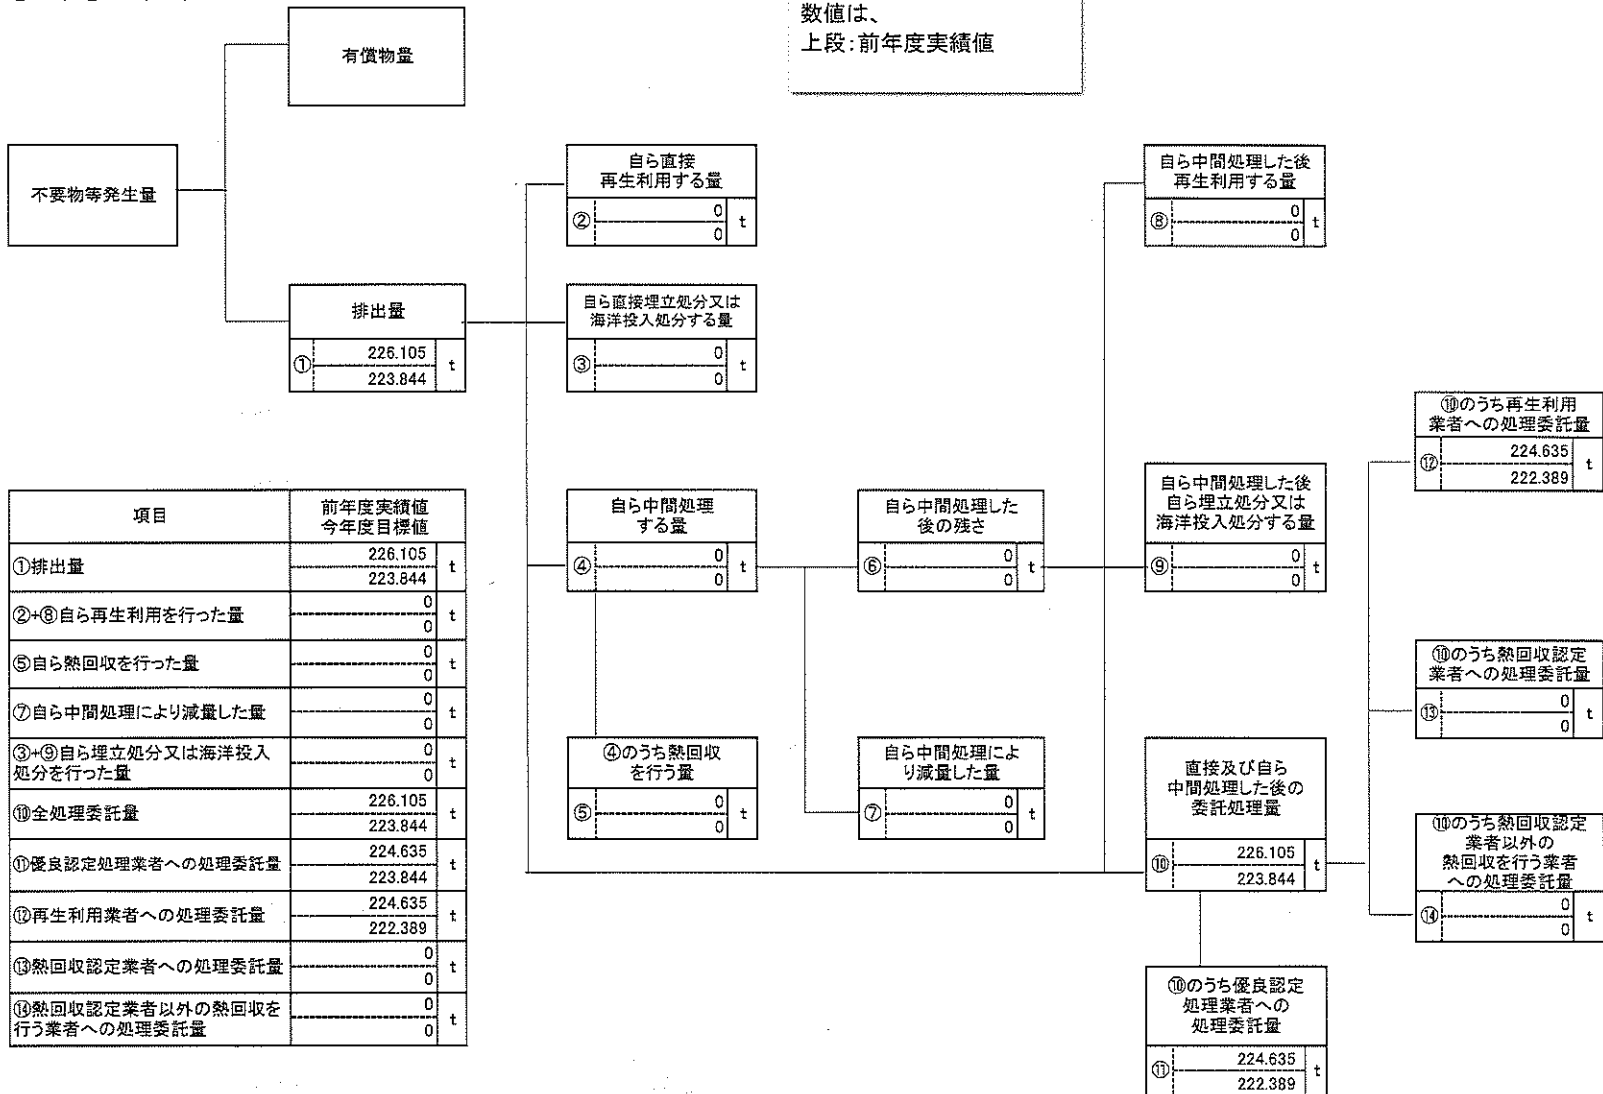 数値は、
上段:前年度実績値
有償物量
不要物等発生量
排出量
① 226.105 t
223.844
自ら直接
再生利用する量
② 0 t
0
自ら直接埋立処分又は
海洋投入処分する量
③ 0 t
0
自ら中間処理した後
再生利用する量
⑧ 0 t
0
自ら中間処理
する量
④ 0 t
0
自ら中間処理した
後の残さ
⑥ 0 t
0
自ら中間処理した後
自ら埋立処分又は
海洋投入処分する量
⑨ 0 t
0
④のうち熱回収
を行う量
⑤ 0 t
0
自ら中間処理によ
り減量した量
⑦ 0 t
0
直接及び自ら
中間処理した後の
委託処理量
⑩ 226.105 t
223.844
⑩のうち再生利用
業者への処理委託量
⑫ 224.635 t
222.389
⑩のうち熱回収認定
業者への処理委託量
⑬ 0 t
0
⑩のうち熱回収認定
業者以外の
熱回収を行う業者
への処理委託量
⑭ 0 t
0
⑩のうち優良認定
処理業者への
処理委託量
⑪ 224.635 t
222.389
項目 前年度実績値
今年度目標値
①排出量 226.105 t
223.844
②+⑧自ら再生利用を行った量 0 t
0
⑤自ら熱回収を行った量 0 t
0
⑦自ら中間処理により減量した量 0 t
0
③+⑨自ら埋立処分又は海洋投入
処分を行った量 0 t
0
⑩全処理委託量 226.105 t
223.844
⑪優良認定処理業者への処理委託量 224.635 t
223.844
⑫再生利用業者への処理委託量 224.635 t
222.389
⑬熱回収認定業者への処理委託量 0 t
0
⑭熱回収認定業者以外の熱回収を
行う業者への処理委託量 0 t
0